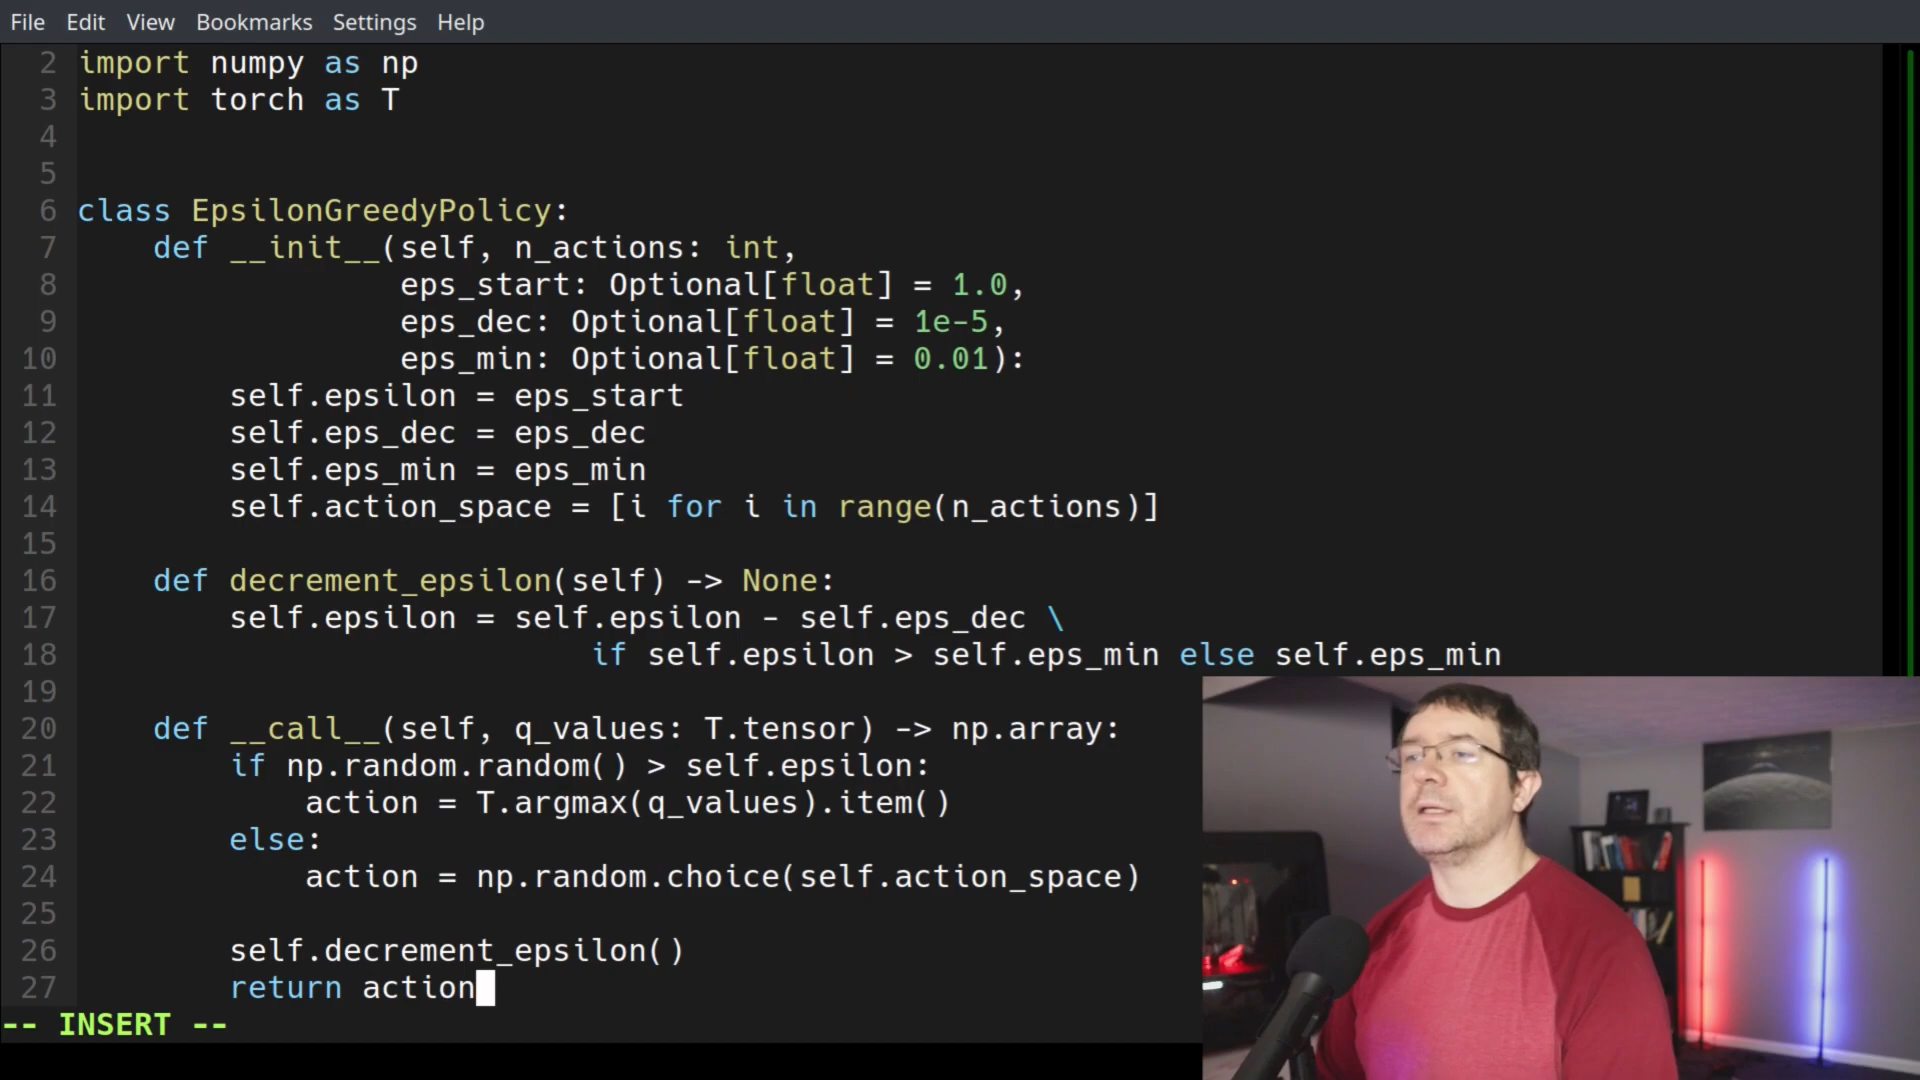 File Edit View Bookmarks Settings Help
2 import numpy as np
3 import torch as T
4
5
6 class EpsilonGreedyPolicy:
7     def __init__(self, n_actions: int,
8                  eps_start: Optional[float] = 1.0,
9                  eps_dec: Optional[float] = 1e-5,
10                  eps_min: Optional[float] = 0.01):
11         self.epsilon = eps_start
12         self.eps_dec = eps_dec
13         self.eps_min = eps_min
14         self.action_space = [i for i in range(n_actions)]
15
16     def decrement_epsilon(self) -> None:
17         self.epsilon = self.epsilon - self.eps_dec \
18                            if self.epsilon > self.eps_min else self.eps_min
19
20     def __call__(self, q_values: T.tensor) -> np.array:
21         if np.random.random() > self.epsilon:
22             action = T.argmax(q_values).item()
23         else:
24             action = np.random.choice(self.action_space)
25
26         self.decrement_epsilon()
27         return action
-- INSERT --